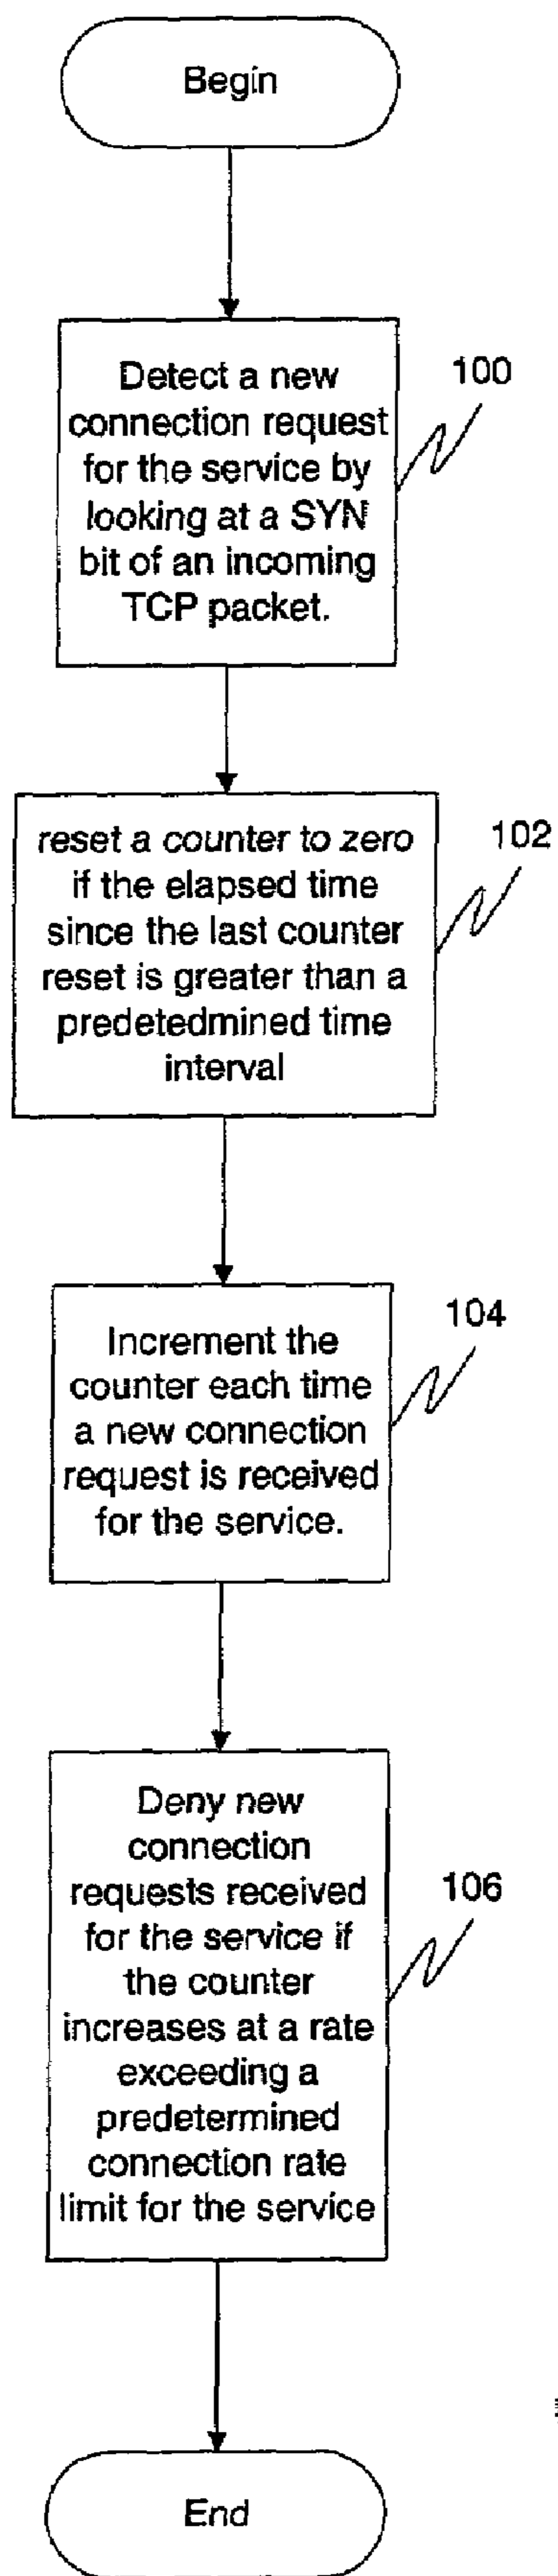 Begin
Detect a new
connection request
for the service by
looking at a SYN
bit of an incoming
TCP packet.
100
reset a counter to zero
if the elapsed time
since the last counter
reset is greater than a
predetedmined time
interval
102
Increment the
counter each time
a new connection
request is received
for the service.
104
Deny new
connection
requests received
for the service if
the counter
increases at a rate
exceeding a
predetermined
connection rate
limit for the service
106
End